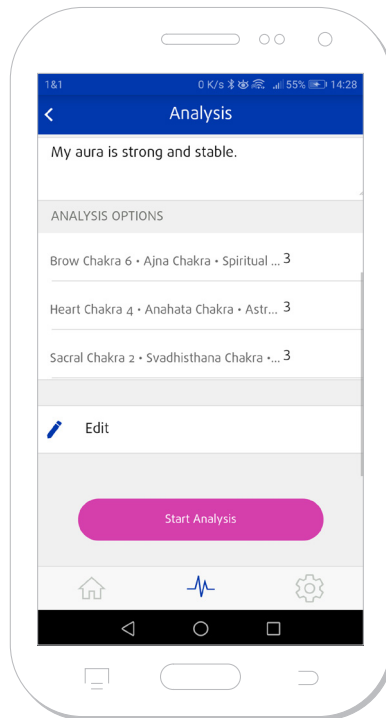 1&1 0 K/s 55% 14:28
Analysis
My aura is strong and stable.
ANALYSIS OPTIONS
Brow Chakra 6 • Ajna Chakra • Spiritual ... 3
Heart Chakra 4 • Anahata Chakra • Astr... 3
Sacral Chakra 2 • Svadhisthana Chakra •... 3
Edit
Start Analysis